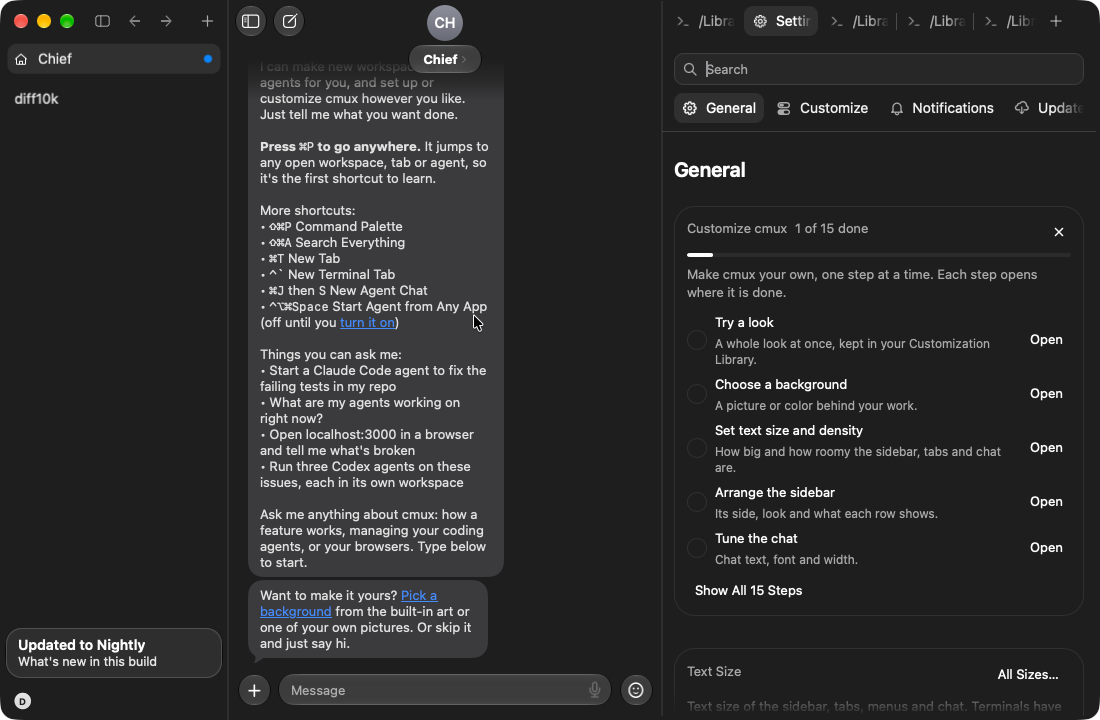 Chief
diff10k
Updated to Nightly
What's new in this build
D
CH
Chief
I can make new workspac
agents for you, and set up or
customize cmux however you like.
Just tell me what you want done.
Press ⌘P to go anywhere. It jumps to
any open workspace, tab or agent, so
it's the first shortcut to learn.
More shortcuts:
• ⇧⌘P Command Palette
• ⇧⌘A Search Everything
• ⌘T New Tab
• ^` New Terminal Tab
• ⌘J then S New Agent Chat
• ^⌥⌘Space Start Agent from Any App
(off until you turn it on)
Things you can ask me:
• Start a Claude Code agent to fix the
failing tests in my repo
• What are my agents working on
right now?
• Open localhost:3000 in a browser
and tell me what's broken
• Run three Codex agents on these
issues, each in its own workspace
Ask me anything about cmux: how a
feature works, managing your coding
agents, or your browsers. Type below
to start.
Want to make it yours? Pick a
background from the built-in art or
one of your own pictures. Or skip it
and just say hi.
Message
/Libra Settin /Libra /Libra /Libr
Search
General Customize Notifications Update
General
Customize cmux 1 of 15 done
Make cmux your own, one step at a time. Each step opens
where it is done.
Try a look
A whole look at once, kept in your Customization
Library.
Open
Choose a background
A picture or color behind your work.
Open
Set text size and density
How big and how roomy the sidebar, tabs and chat
are.
Open
Arrange the sidebar
Its side, look and what each row shows.
Open
Tune the chat
Chat text, font and width.
Open
Show All 15 Steps
Text Size
All Sizes...
Text size of the sidebar, tabs, menus and chat. Terminals have